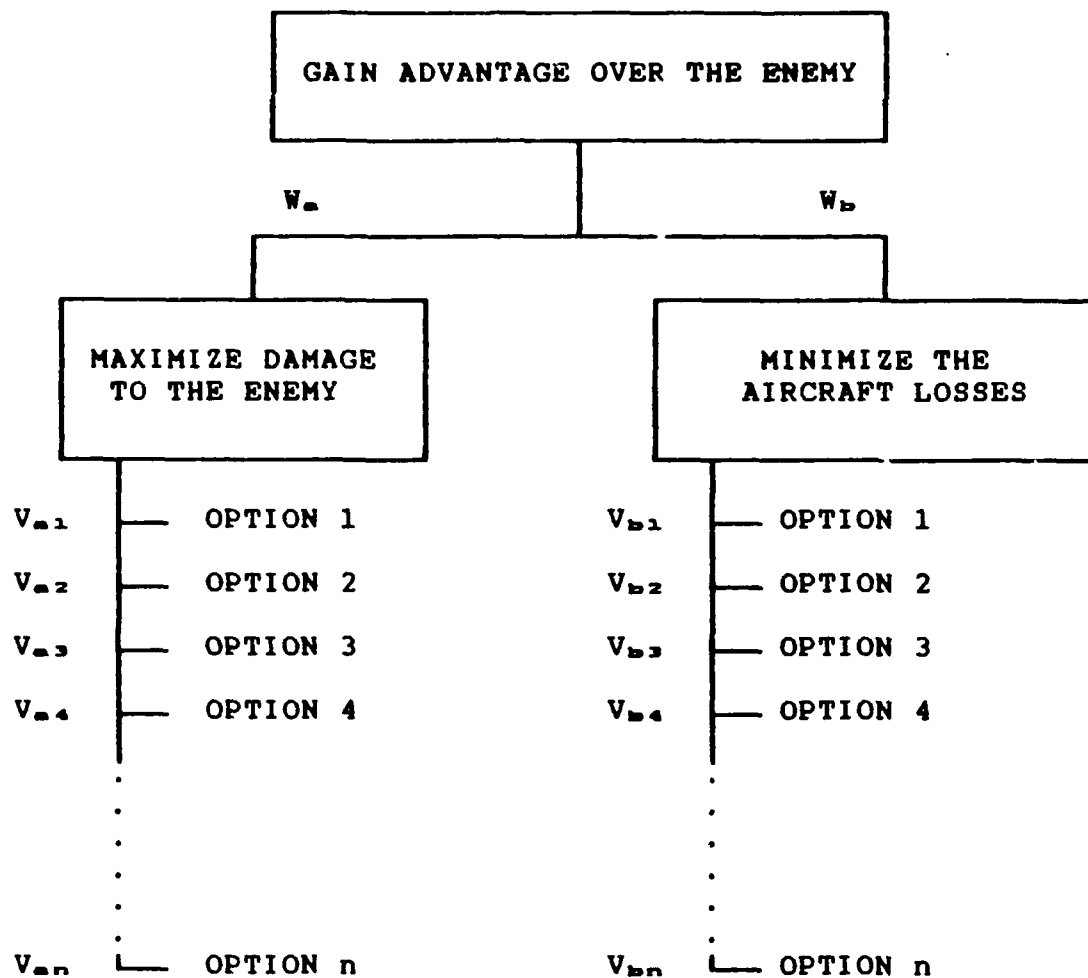 GAIN ADVANTAGE OVER THE ENEMY
Wa Wb
MAXIMIZE DAMAGE
TO THE ENEMY
MINIMIZE THE
AIRCRAFT LOSSES
Va1 OPTION 1
Va2 OPTION 2
Va3 OPTION 3
Va4 OPTION 4
Van OPTION n
Vb1 OPTION 1
Vb2 OPTION 2
Vb3 OPTION 3
Vb4 OPTION 4
Vbn OPTION n